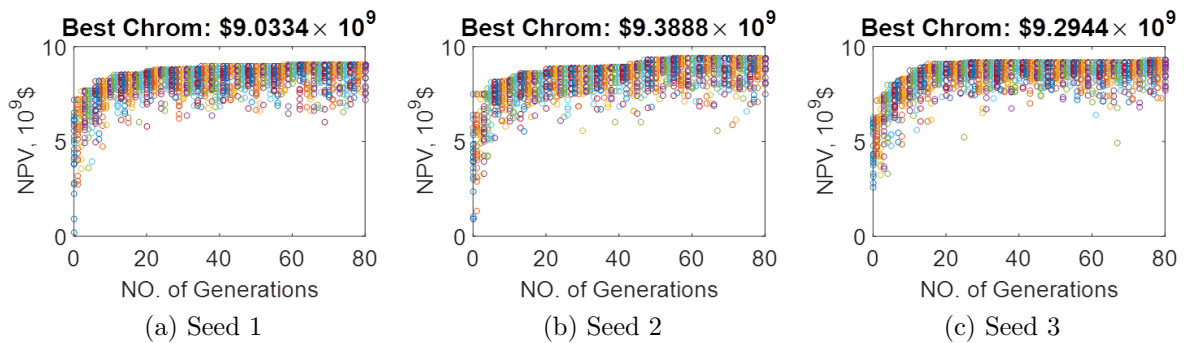 Best Chrom: $9.0334× 10^9
10
5
0
NPV, 10^9$
0 20 40 60 80
NO. of Generations
(a) Seed 1
Best Chrom: $9.3888× 10^9
10
5
0
NPV, 10^9$
0 20 40 60 80
NO. of Generations
(b) Seed 2
Best Chrom: $9.2944× 10^9
10
5
0
NPV, 10^9$
0 20 40 60 80
NO. of Generations
(c) Seed 3